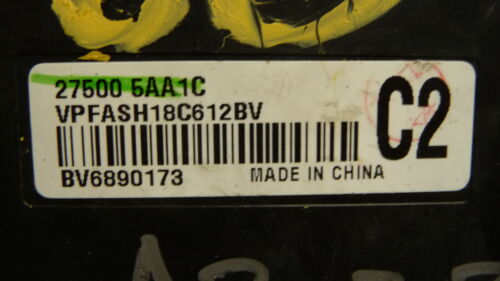 27500 5AA1C
VPFASH18C612BV
C2
BV6890173 MADE IN CHINA